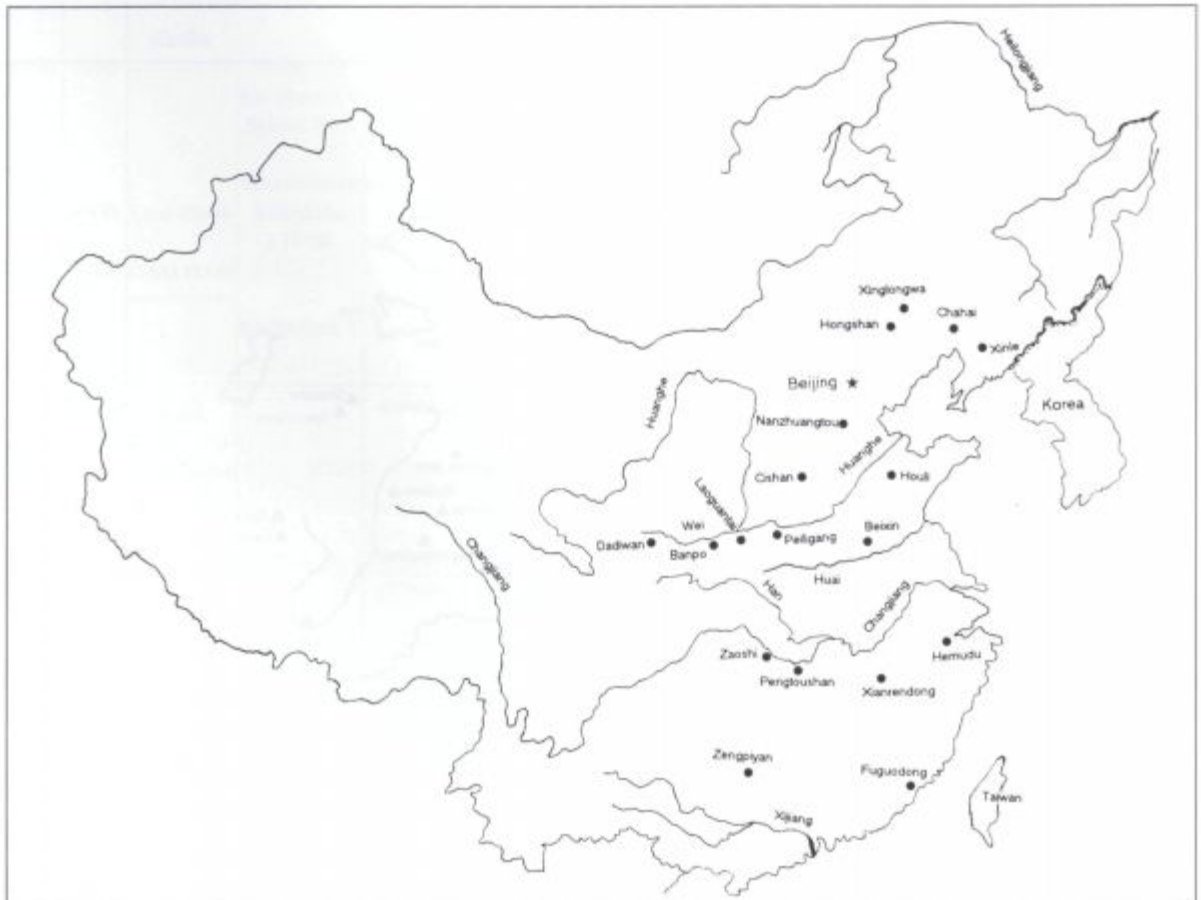 Heilongjiang
Xinglongwa
Hongshan
Chahai
Xinle
Beijing
Huanghe
Korea
Nanzhuangtou
Huanghe
Cishan
Houli
Laoguantai
Wei
Beixin
Dadiwan
Banpo
Peiligang
Changjiang
Huai
Han
Changjiang
Zaoshi
Hemudu
Pengtoushan
Xianrendong
Zengpiyan
Fuguodong
Taiwan
Xijiang